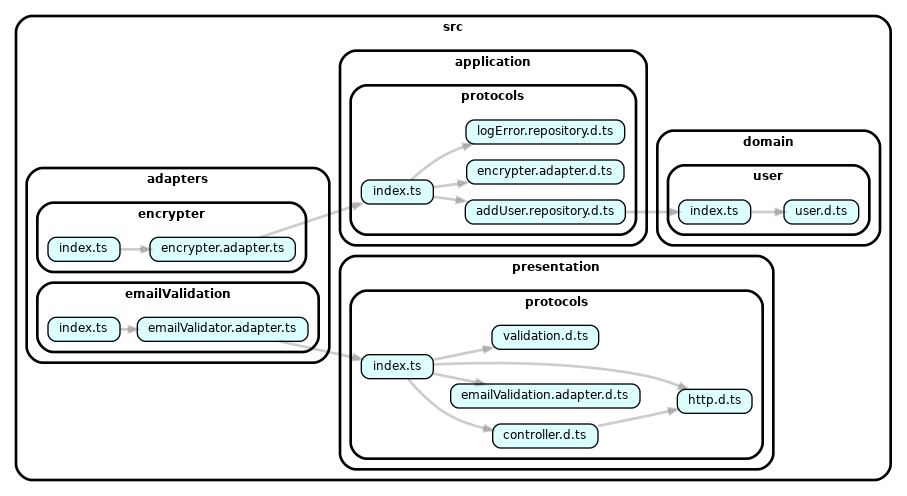 src
application
protocols
logError.repository.d.ts
encrypter.adapter.d.ts
index.ts
addUser.repository.d.ts
domain
user
index.ts
user.d.ts
adapters
encrypter
index.ts
encrypter.adapter.ts
emailValidation
index.ts
emailValidator.adapter.ts
presentation
protocols
validation.d.ts
index.ts
emailValidation.adapter.d.ts
http.d.ts
controller.d.ts